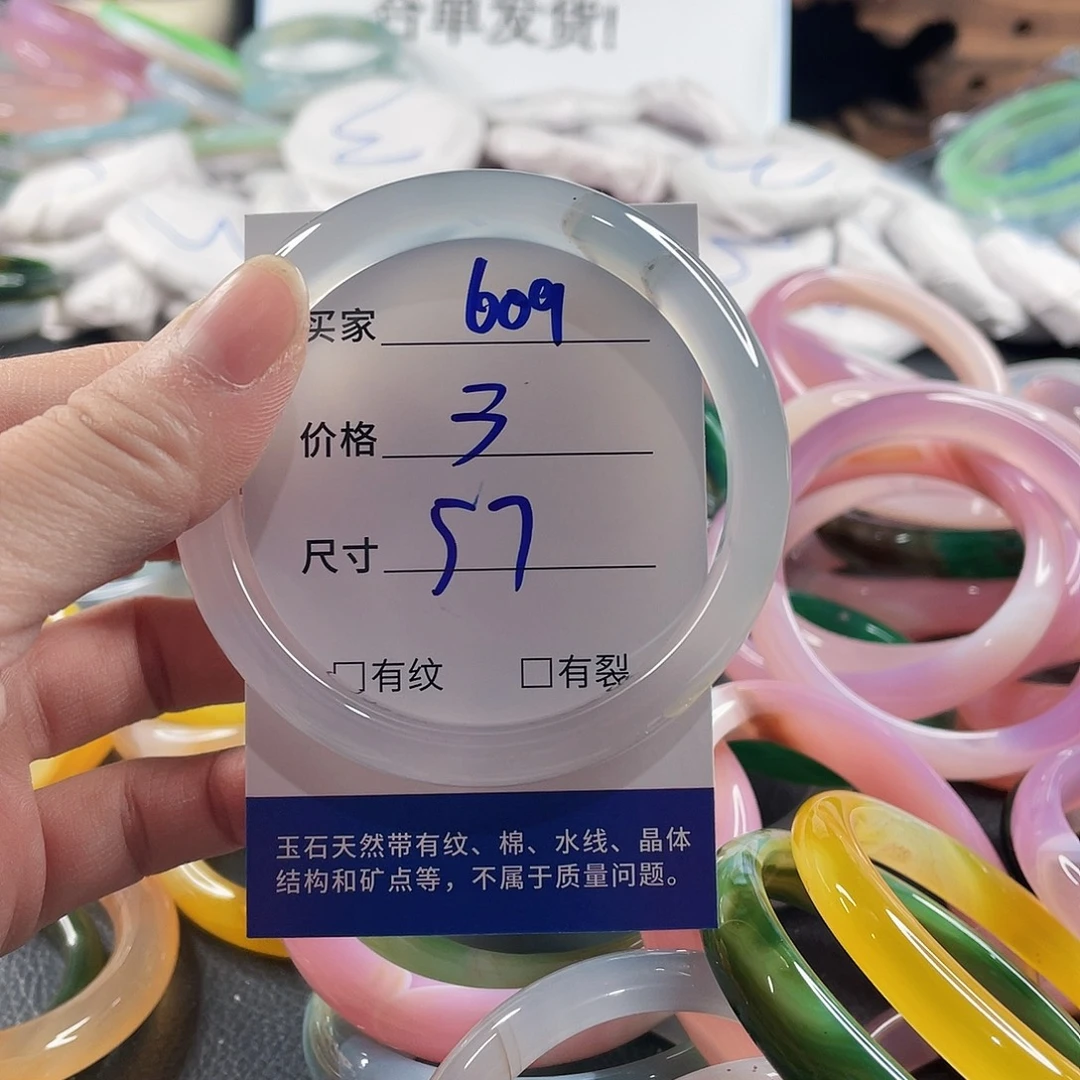 合单发货!
买家 609
价格 3
尺寸 57
□有纹 □有裂
玉石天然带有纹、棉、水线、晶体
结构和矿点等，不属于质量问题。